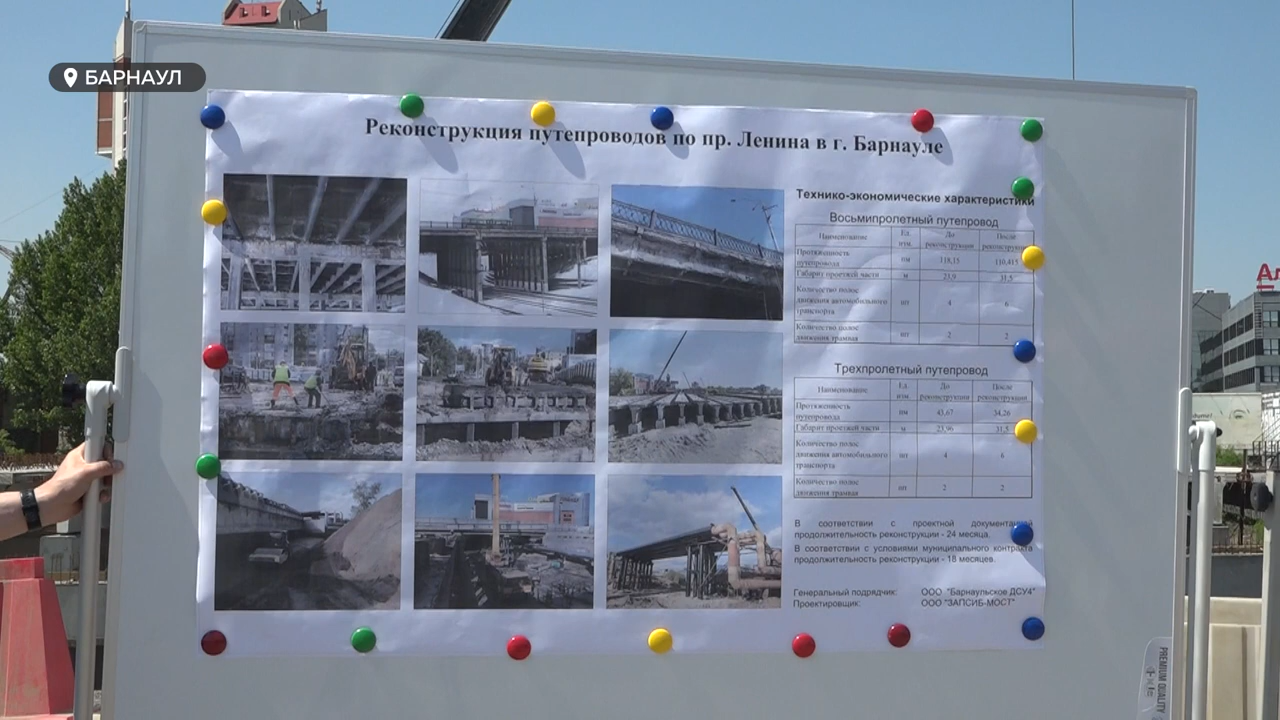 БАРНАУЛ
Реконструкция путепроводов по пр. Ленина в г. Барнауле
Технико-экономические характеристики
Восьмипролетный путепровод
Наименование Ед. изм. До реконструкции После реконструкции
Протяженность путепровода пм 118,15 110,415
Габарит проезжей части м 23,9 31,5
Количество полос движения автомобильного транспорта шт 4 6
Количество полос движения трамвая шт 2 2
Трехпролетный путепровод
Наименование Ед. изм. До реконструкции После реконструкции
Протяженность путепровода пм 43,67 34,26
Габарит проезжей части м 23,96 31,5
Количество полос движения автомобильного транспорта шт 4 6
Количество полос движения трамвая шт 2 2
В соответствии с проектной документацией
продолжительность реконструкции - 24 месяца.
В соответствии с условиями муниципального контракта
продолжительность реконструкции - 18 месяцев.
Генеральный подрядчик: ООО "Барнаульское ДСУ4"
Проектировщик: ООО "ЗАПСИБ-МОСТ"
PREMIUM QUALITY